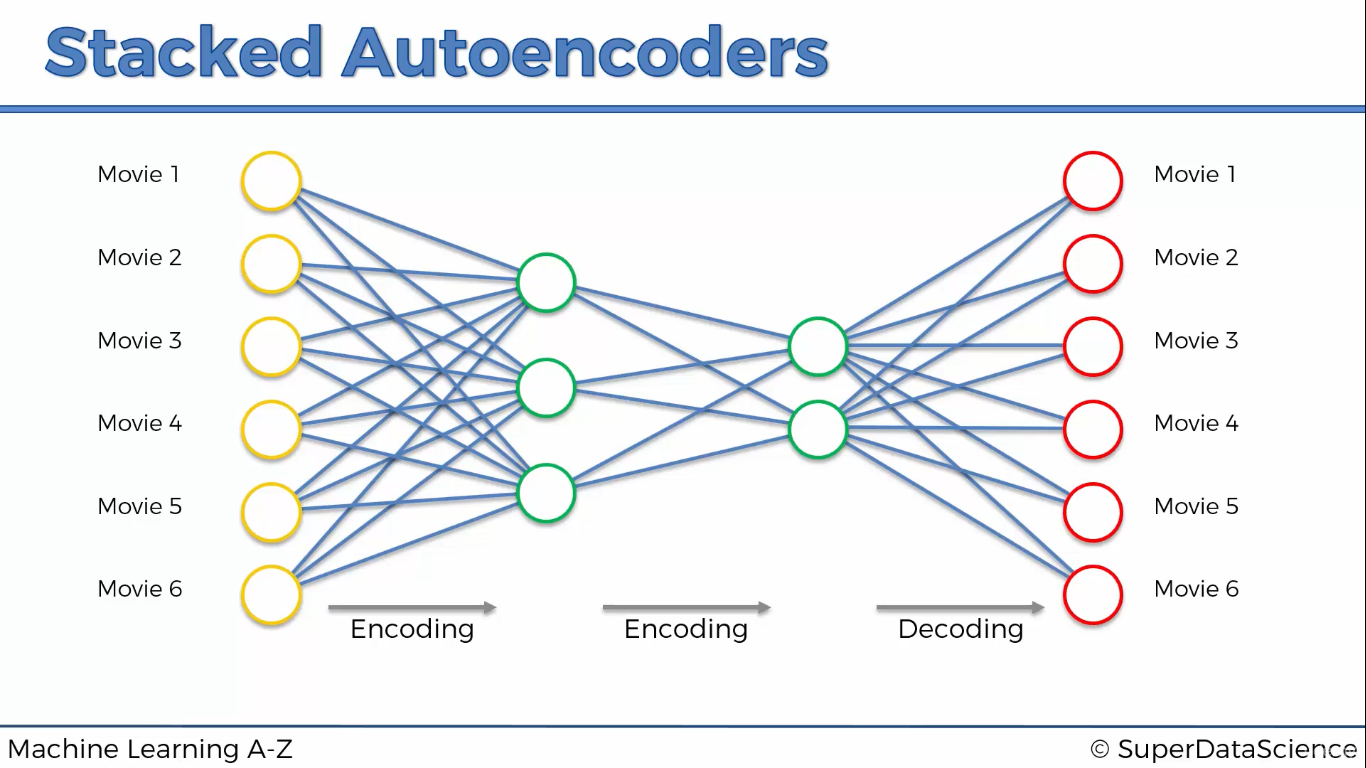 Stacked Autoencoders
Movie 1
Movie 2
Movie 3
Movie 4
Movie 5
Movie 6
Movie 1
Movie 2
Movie 3
Movie 4
Movie 5
Movie 6
Encoding
Encoding
Decoding
Machine Learning A-Z
© SuperDataScience